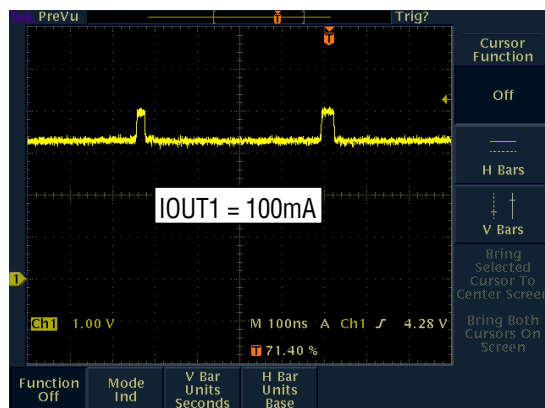 PreVu
Trig?
T
T
Cursor
Function
Off
H Bars
V Bars
Bring
Selected
Cursor To
Center Screen
Bring Both
Cursors On
Screen
IOUT1 = 100mA
1
Ch1 1.00 V
M 100ns A Ch1 4.28 V
T 71.40 %
Function
Off
Mode
Ind
V Bar
Units
Seconds
H Bar
Units
Base